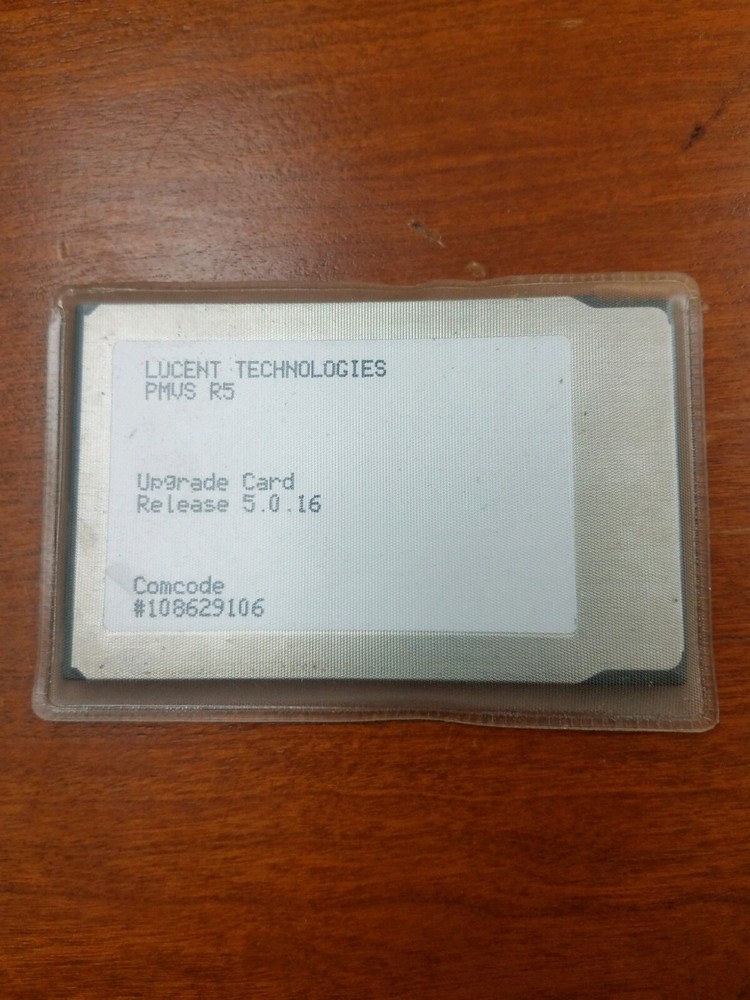 LUCENT TECHNOLOGIES
PMVS R5
Upgrade Card
Release 5.0.16
Comcode
#108629106